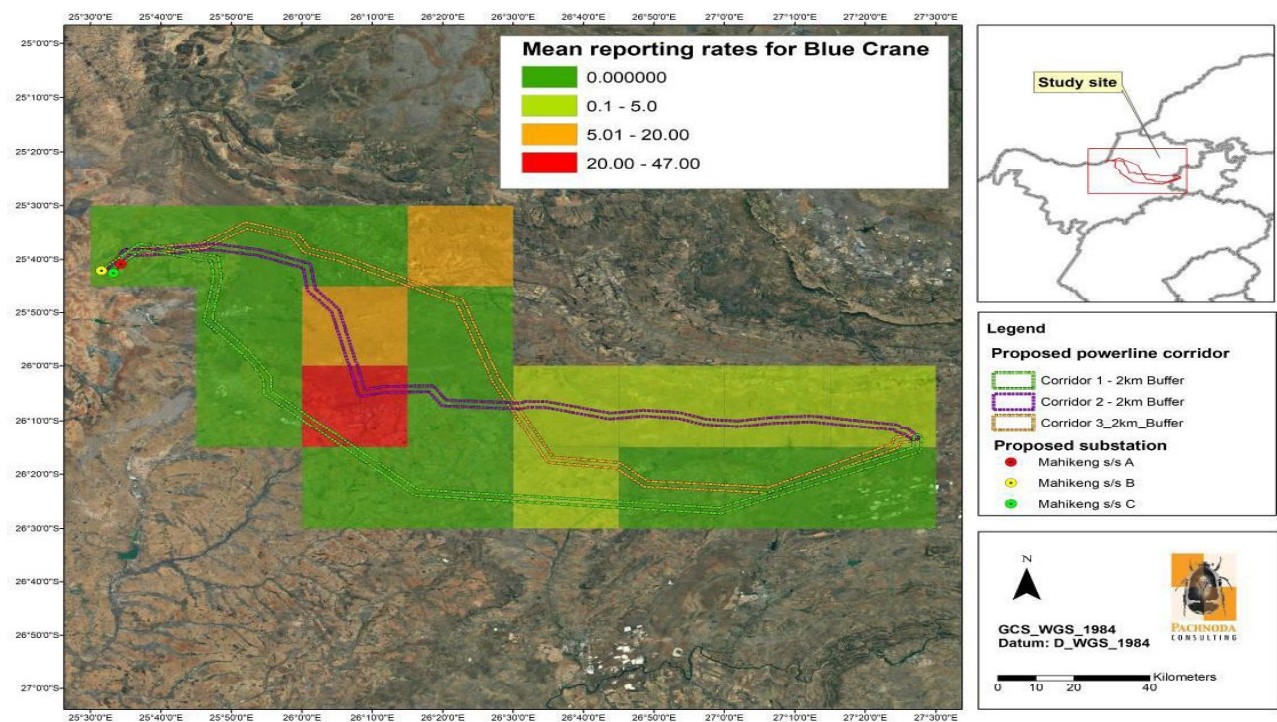 25°30'0"E 25°40'0"E 25°50'0"E 26°0'0"E 26°10'0"E 26°20'0"E 26°30'0"E 26°40'0"E 26°50'0"E 27°0'0"E 27°10'0"E 27°20'0"E 27°30'0"E
25°0'0"S
25°10'0"S
25°20'0"S
25°30'0"S
25°40'0"S
25°50'0"S
26°0'0"S
26°10'0"S
26°20'0"S
26°30'0"S
26°40'0"S
26°50'0"S
27°0'0"S
Mean reporting rates for Blue Crane
0.000000
0.1 - 5.0
5.01 - 20.00
20.00 - 47.00
25°30'0"E 25°40'0"E 25°50'0"E 26°0'0"E 26°10'0"E 26°20'0"E 26°30'0"E 26°40'0"E 26°50'0"E 27°0'0"E 27°10'0"E 27°20'0"E 27°30'0"E
Study site
Legend
Proposed powerline corridor
Corridor 1 - 2km Buffer
Corridor 2 - 2km Buffer
Corridor 3_2km_Buffer
Proposed substation
Mahikeng s/s A
Mahikeng s/s B
Mahikeng s/s C
N
PACHNODA
CONSULTING
GCS_WGS_1984
Datum: D_WGS_1984
Kilometers
0 10 20 40